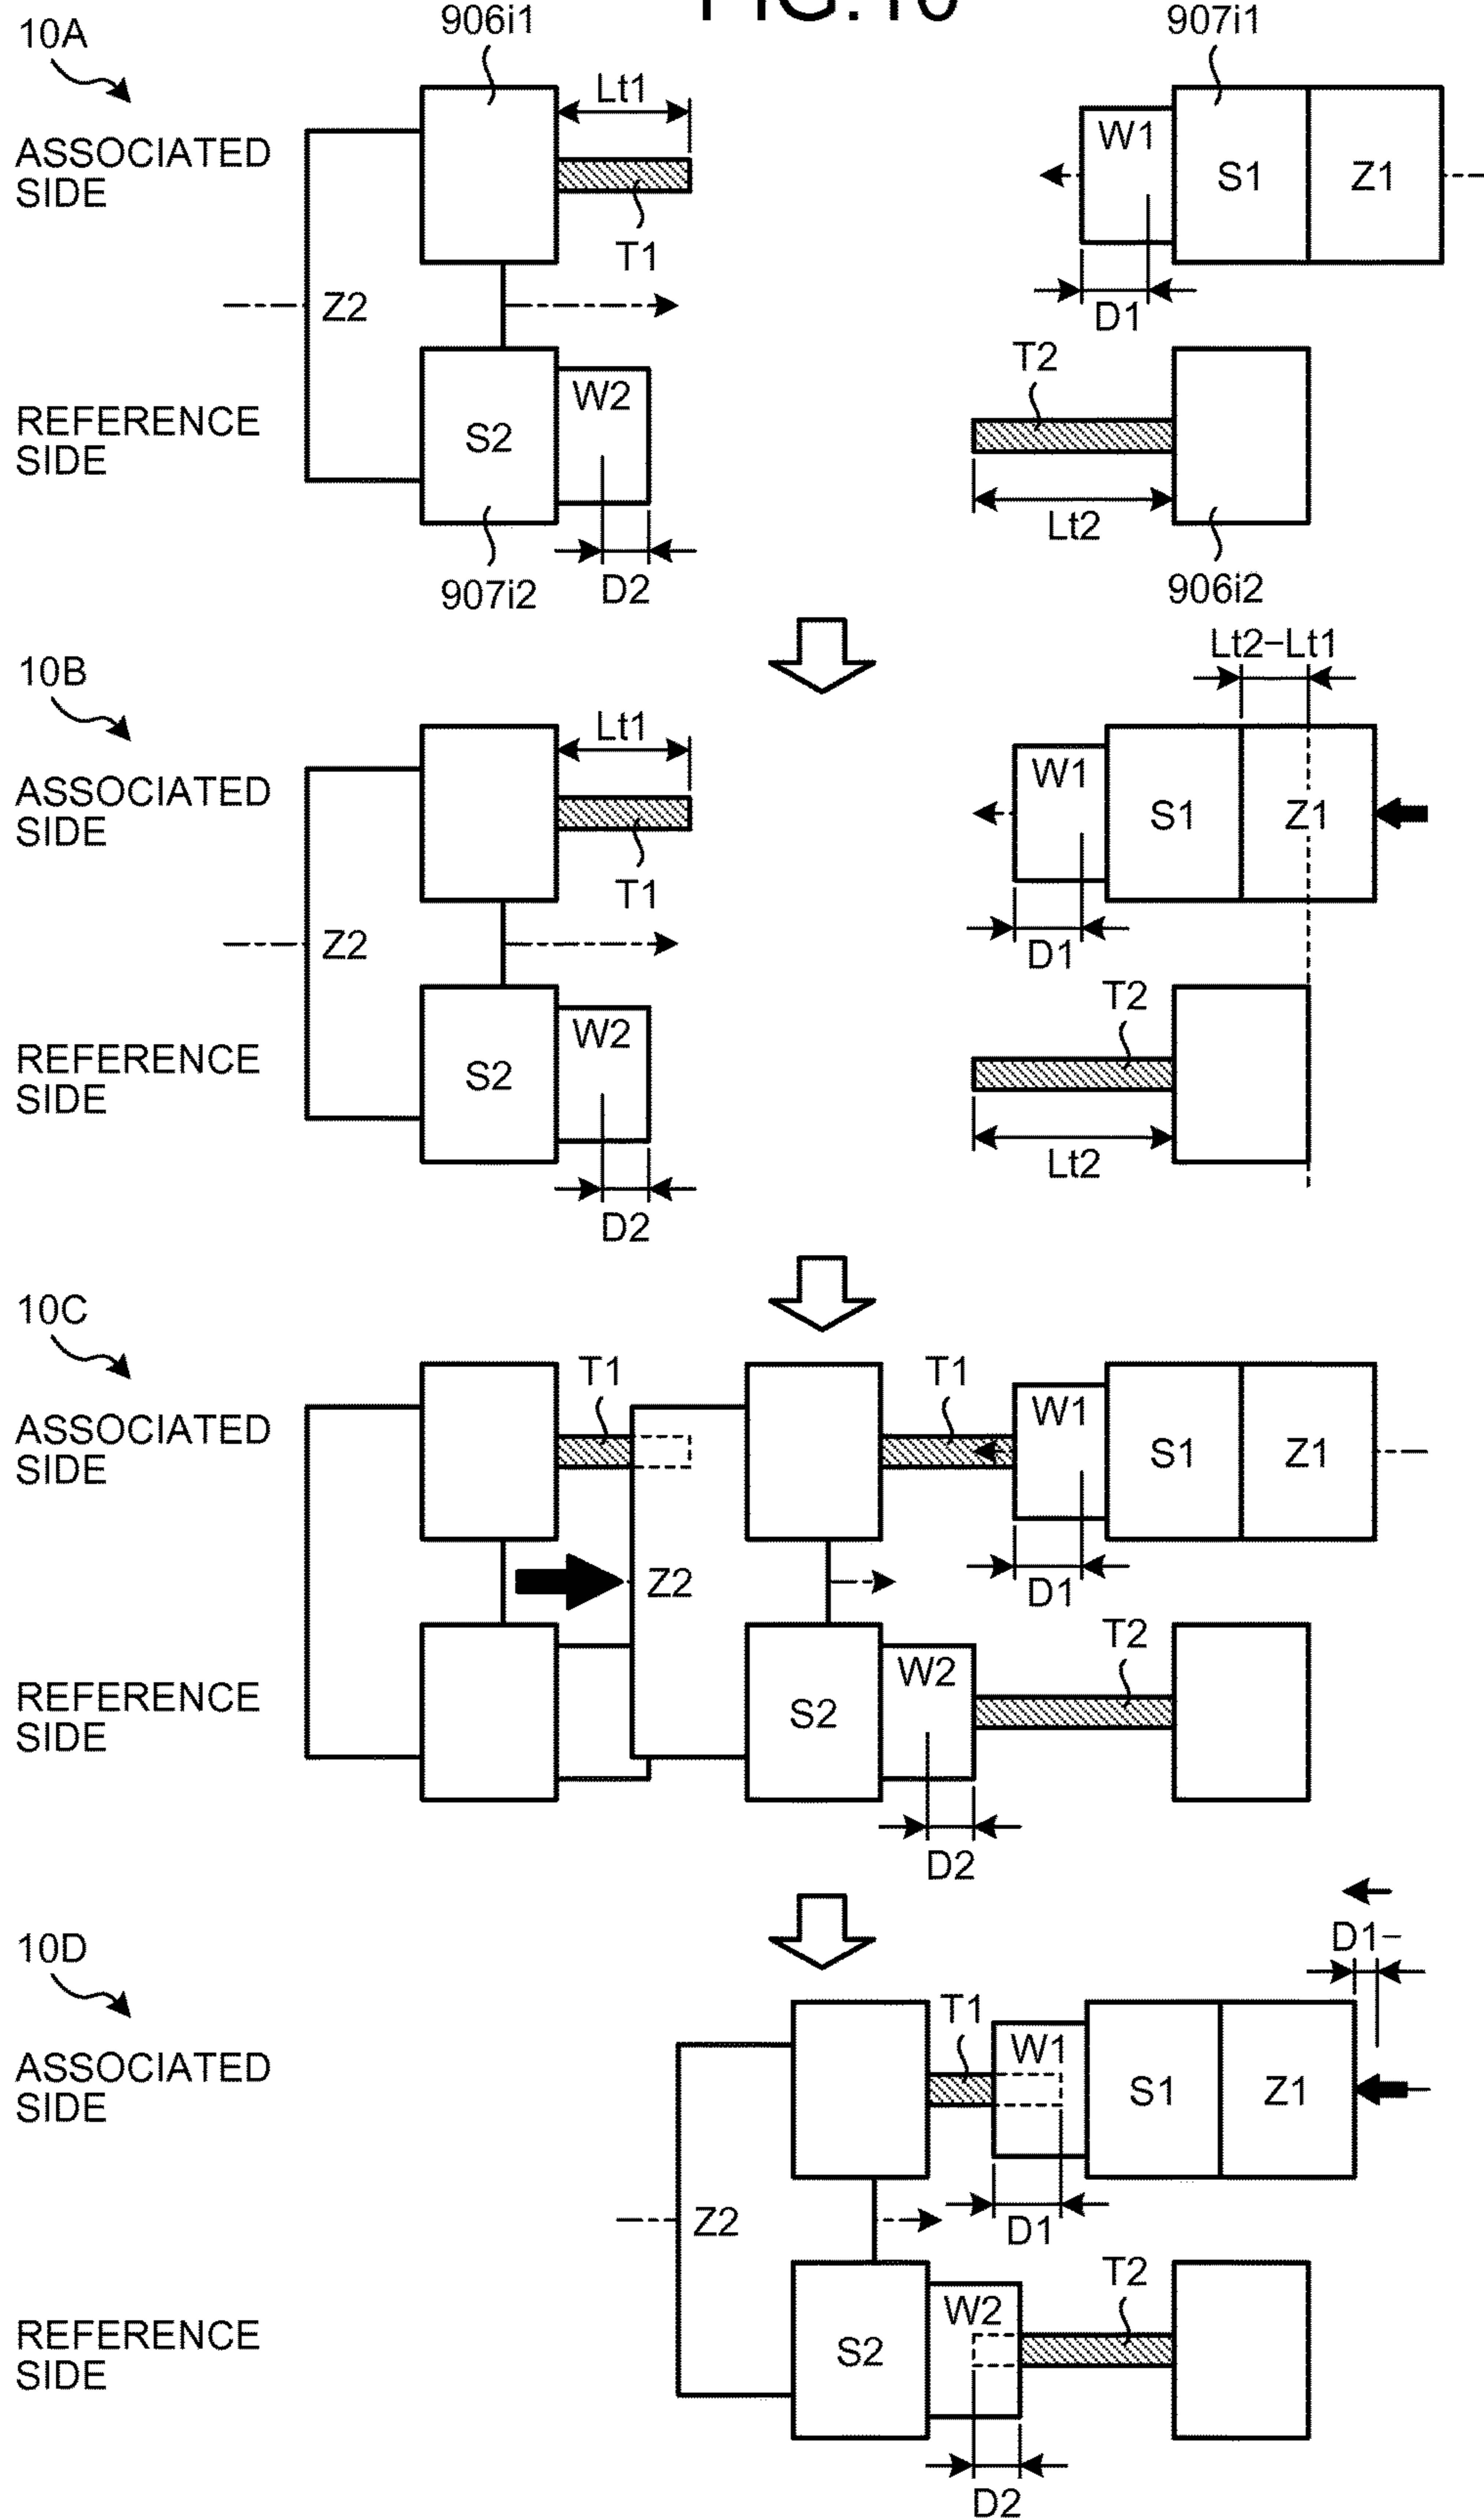 FIG.10
10A
906i1
907i1
Lt1
ASSOCIATED
SIDE
W1
S1
Z1
T1
Z2
D1
T2
REFERENCE
SIDE
W2
S2
Lt2
907i2
D2
906i2
10B
Lt2–Lt1
Lt1
ASSOCIATED
SIDE
W1
S1
Z1
T1
Z2
D1
T2
REFERENCE
SIDE
W2
S2
Lt2
D2
10C
T1
T1
ASSOCIATED
SIDE
W1
S1
Z1
Z2
D1
T2
REFERENCE
SIDE
W2
S2
D2
10D
D1–
T1
ASSOCIATED
SIDE
W1
S1
Z1
Z2
D1
T2
REFERENCE
SIDE
W2
S2
D2